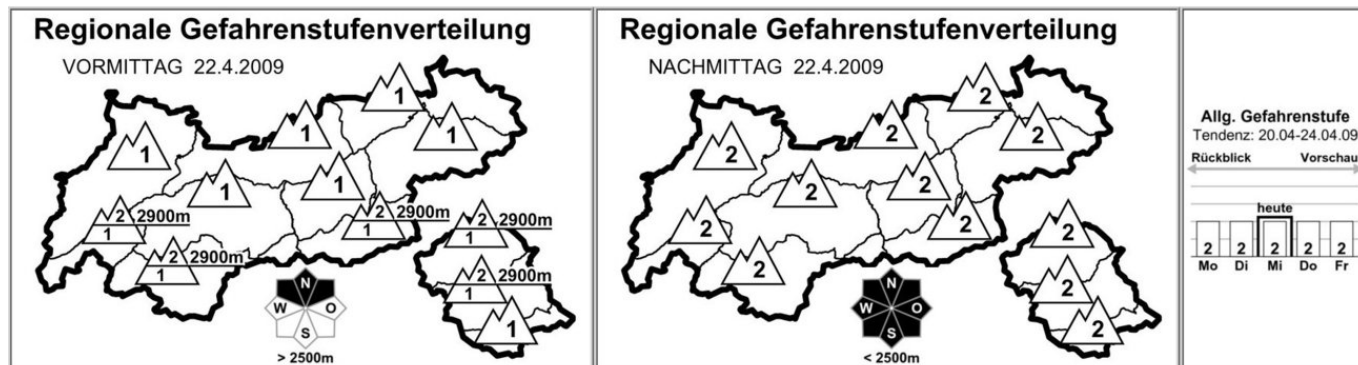 Regionale Gefahrenstufenverteilung
VORMITTAG 22.4.2009
1
1
1
1
1
1
2 2900m
1
2 2900m
1
2 2900m
1
2 2900m
1
2 2900m
1
1
N
W O
S
> 2500m
Regionale Gefahrenstufenverteilung
NACHMITTAG 22.4.2009
2
2
2
2
2
2
2
2
2
2
2
2
N
W O
S
< 2500m
Allg. Gefahrenstufe
Tendenz: 20.04-24.04.09
Rückblick Vorschau
heute
2 2 2 2 2
Mo Di Mi Do Fr